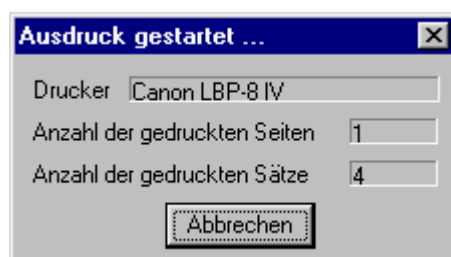 Ausdruck gestartet ...
Drucker Canon LBP-8 IV
Anzahl der gedruckten Seiten 1
Anzahl der gedruckten Sätze 4
Abbrechen